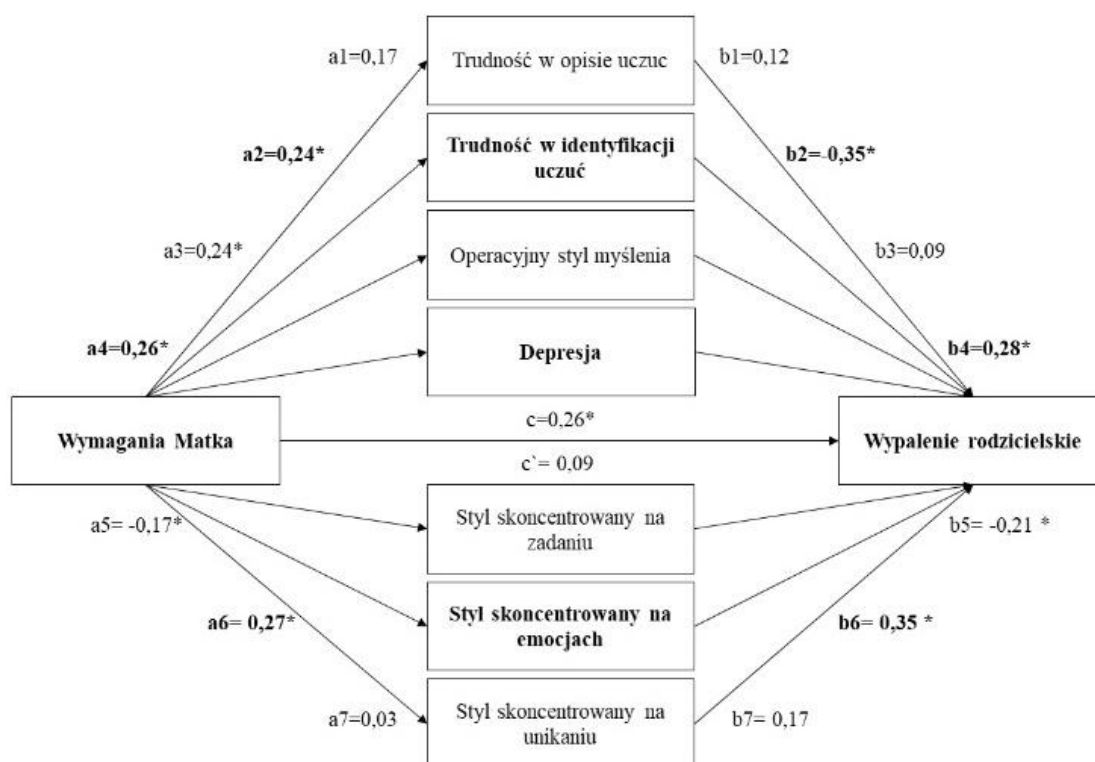 a1=0,17
Trudność w opisie uczuc
b1=0,12
a2=0,24*
Trudność w identyfikacji
uczuć
b2=-0,35*
a3=0,24*
Operacyjny styl myślenia
b3=0,09
a4=0,26*
Depresja
b4=0,28*
Wymagania Matka
c=0,26*
c`= 0,09
Wypalenie rodzicielskie
a5= -0,17*
Styl skoncentrowany na
zadaniu
b5= -0,21 *
a6= 0,27*
Styl skoncentrowany na
emocjach
b6= 0,35 *
a7=0,03
Styl skoncentrowany na
unikaniu
b7= 0,17